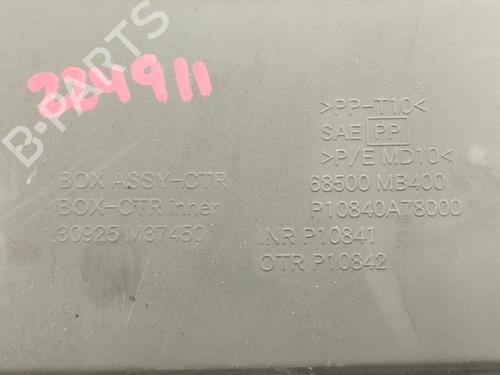 224911
B-PARTS
>PP-T10<
SAE PP
>P/E MD10<
BOX ASSY-CTR
68500 MB400
BOX-CTR inner
P10840A78000
30925 M37450
INR P10841
OTR P10842